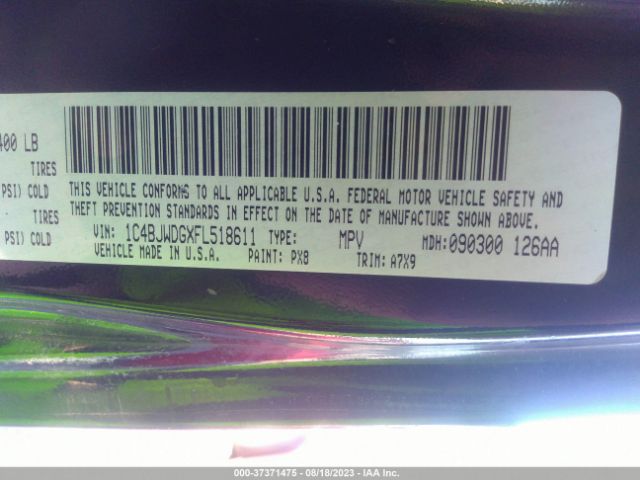 400 LB
TIRES
PSI) COLD
TIRES
PSI) COLD
THIS VEHICLE CONFORMS TO ALL APPLICABLE U.S.A. FEDERAL MOTOR VEHICLE SAFETY AND
THEFT PREVENTION STANDARDS IN EFFECT ON THE DATE OF MANUFACTURE SHOWN ABOVE.
VIN: 1C4BJWDGXFL518611 TYPE: MPV MDH: 090300 126AA
VEHICLE MADE IN U.S.A. PAINT: PX8 TRIM: A7X9
000-37371475 - 08/18/2023 - IAA Inc.